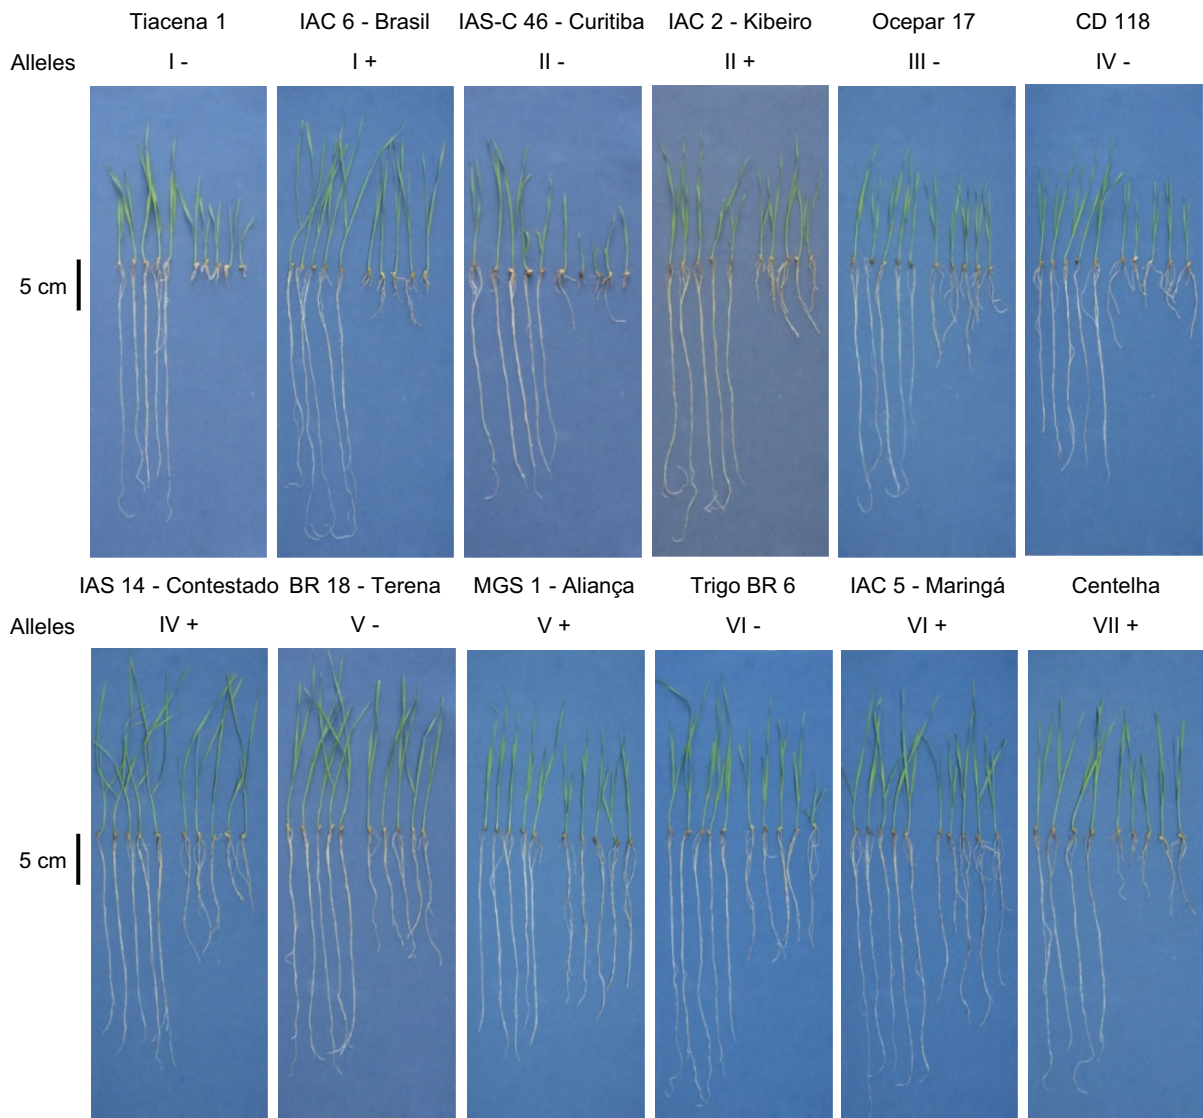 Tiacena 1 IAC 6 - Brasil IAS-C 46 - Curitiba IAC 2 - Kibeiro Ocepar 17 CD 118
Alleles I - I + II - II + III - IV -
5 cm
IAS 14 - Contestado BR 18 - Terena MGS 1 - Aliança Trigo BR 6 IAC 5 - Maringá Centelha
Alleles IV + V - V + VI - VI + VII +
5 cm